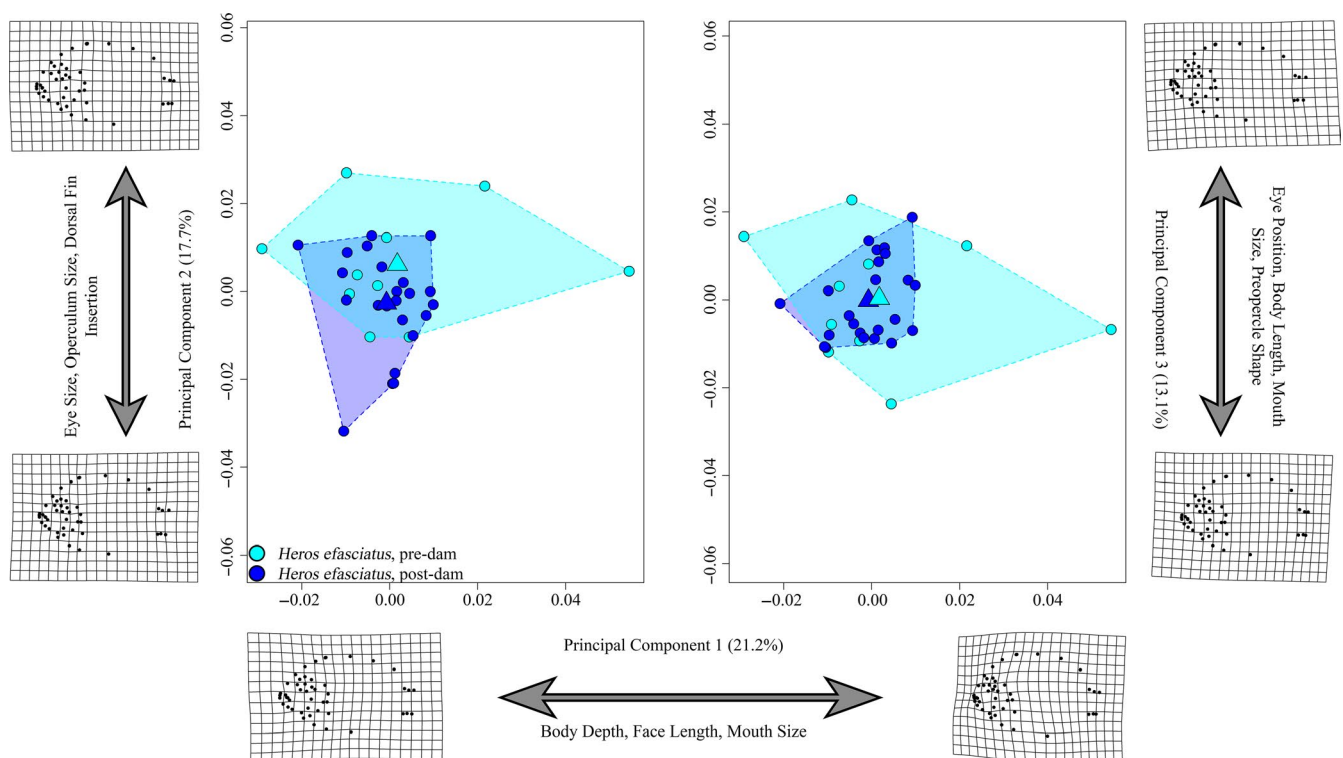 Eye Size, Operculum Size, Dorsal Fin
Insertion
Principal Component 2 (17.7%)
0.06
0.04
0.02
0.00
−0.02
−0.04
−0.06
Heros efasciatus, pre-dam
Heros efasciatus, post-dam
−0.02
0.00
0.02
0.04
0.06
0.04
0.02
0.00
−0.02
−0.04
−0.06
−0.02
0.00
0.02
0.04
Principal Component 3 (13.1%)
Eye Position, Body Length, Mouth
Size, Preopercle Shape
Principal Component 1 (21.2%)
Body Depth, Face Length, Mouth Size